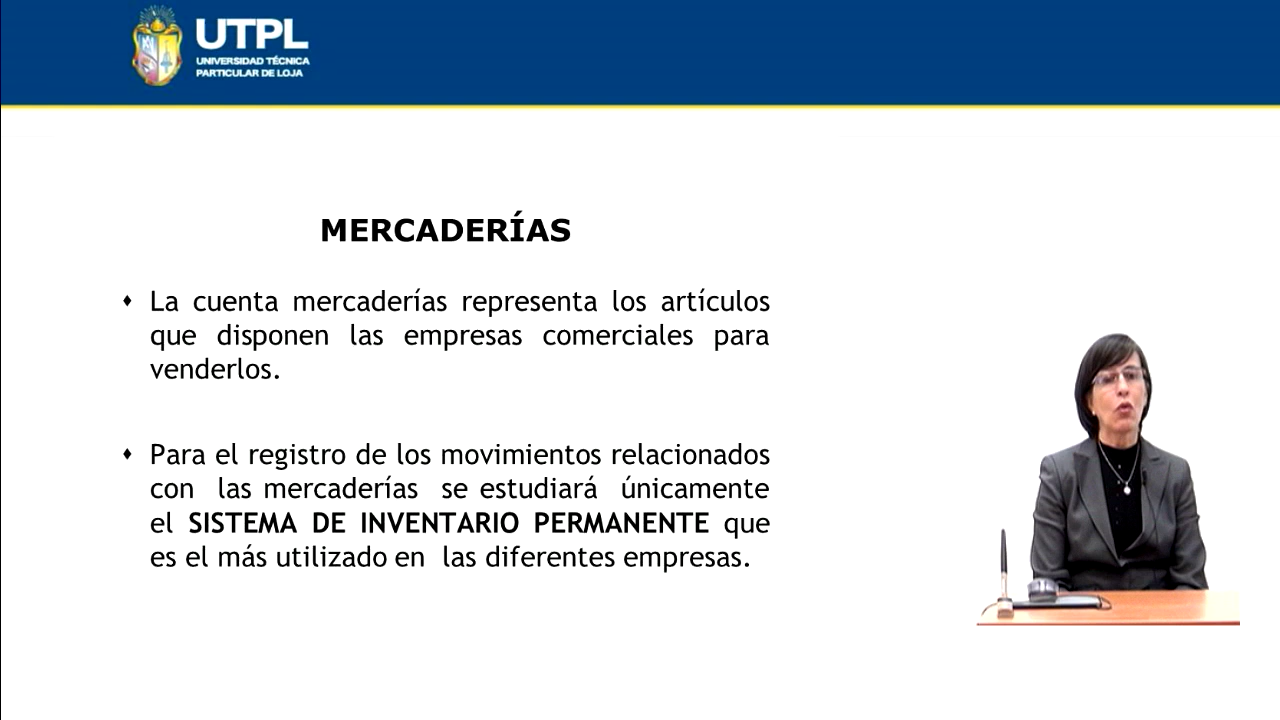 UTPL
UNIVERSIDAD TÉCNICA
PARTICULAR DE LOJA
MERCADERÍAS
La cuenta mercaderías representa los artículos
que disponen las empresas comerciales para
venderlos.
Para el registro de los movimientos relacionados
con las mercaderías se estudiará únicamente
el SISTEMA DE INVENTARIO PERMANENTE que
es el más utilizado en las diferentes empresas.